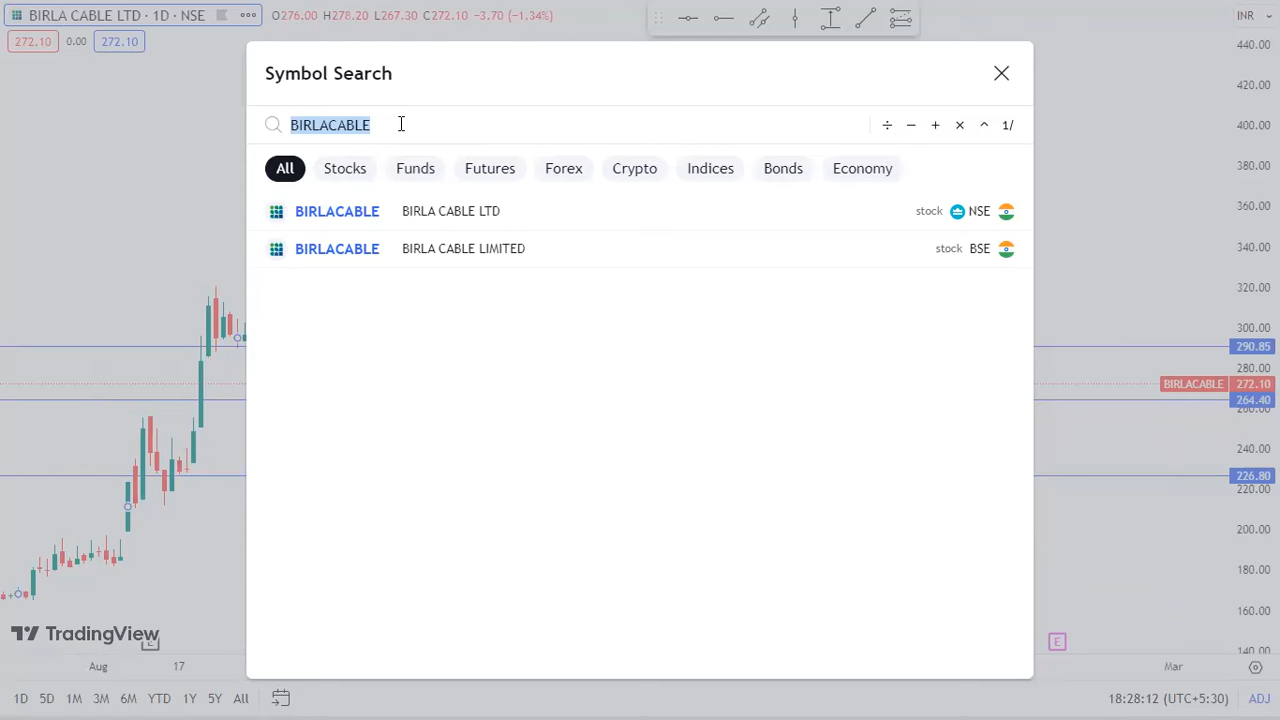 BIRLA CABLE LTD · 1D · NSE O276.00 H278.20 L267.30 C272.10 −3.70 (−1.34%) INR
272.10 0.00 272.10
440.00
Symbol Search
420.00
BIRLACABLE ÷ − + × ^ 1/
400.00
All Stocks Funds Futures Forex Crypto Indices Bonds Economy
380.00
360.00
BIRLACABLE BIRLA CABLE LTD stock NSE
340.00
BIRLACABLE BIRLA CABLE LIMITED stock BSE
320.00
300.00
290.85
280.00
BIRLACABLE 272.10
264.40
260.00
240.00
226.80
220.00
200.00
180.00
160.00
TradingView
E E
140.00
Aug 17 Mar
1D 5D 1M 3M 6M YTD 1Y 5Y All 18:28:12 (UTC+5:30) ADJ